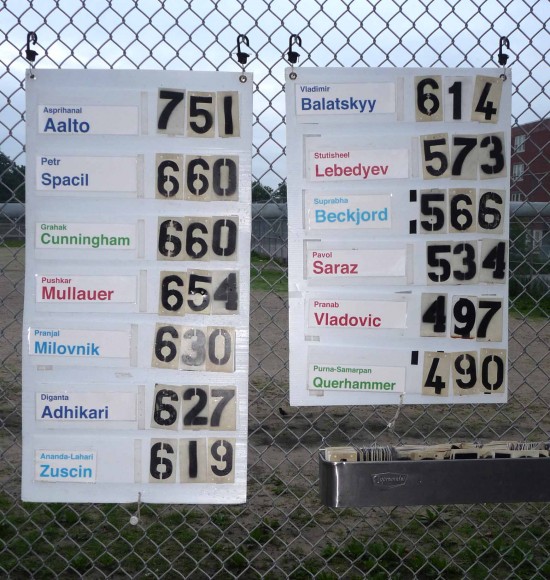 Asprihanal
Aalto 751
Petr
Spacil 660
Grahak
Cunningham 660
Pushkar
Mullauer 654
Pranjal
Milovnik 630
Diganta
Adhikari 627
Ananda-Lahari
Zuscin 619
Vladimir
Balatskyy 614
Stutisheel
Lebedyev 573
Suprabha
Beckjord 566
Pavol
Saraz 534
Pranab
Vladovic 497
Purna-Samarpan
Querhammer 490